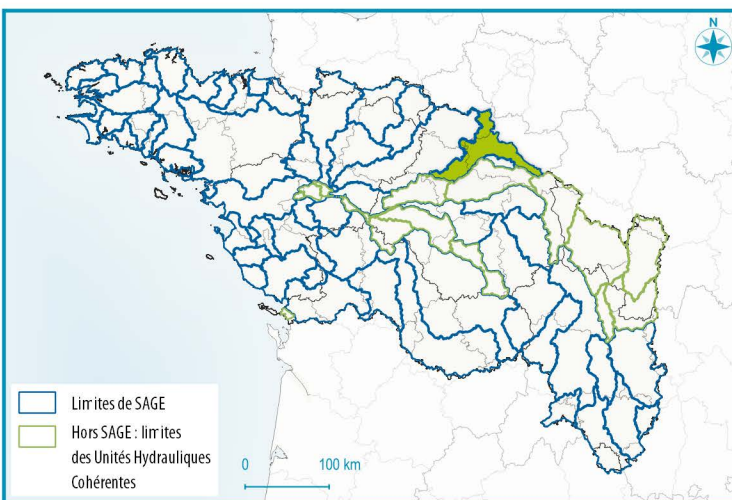 N
Limites de SAGE
Hors SAGE : limites
des Unités Hydrauliques
Cohérentes
0 100 km